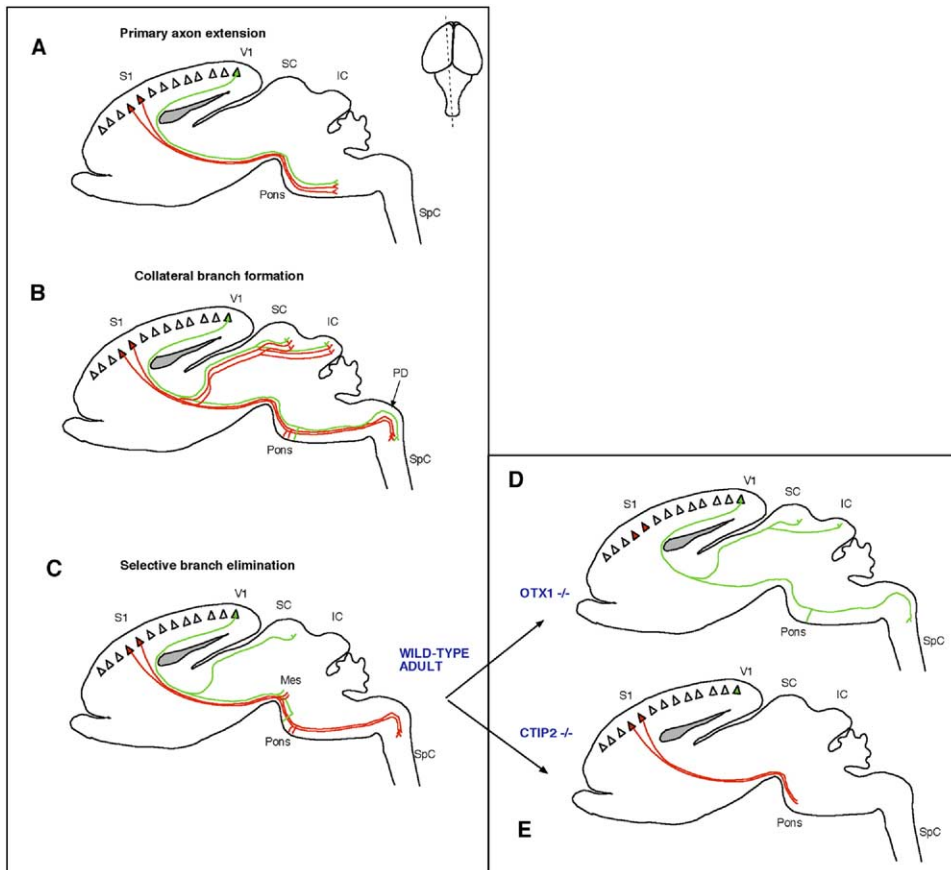 A
Primary axon extension
S1
V1
SC
IC
Pons
SpC
B
Collateral branch formation
S1
V1
SC
IC
PD
Pons
SpC
C
Selective branch elimination
S1
V1
SC
IC
Mes
Pons
SpC
WILD-TYPE
ADULT
D
S1
V1
SC
IC
OTX1 -/-
Pons
SpC
S1
V1
SC
IC
CTIP2 -/-
Pons
SpC
E